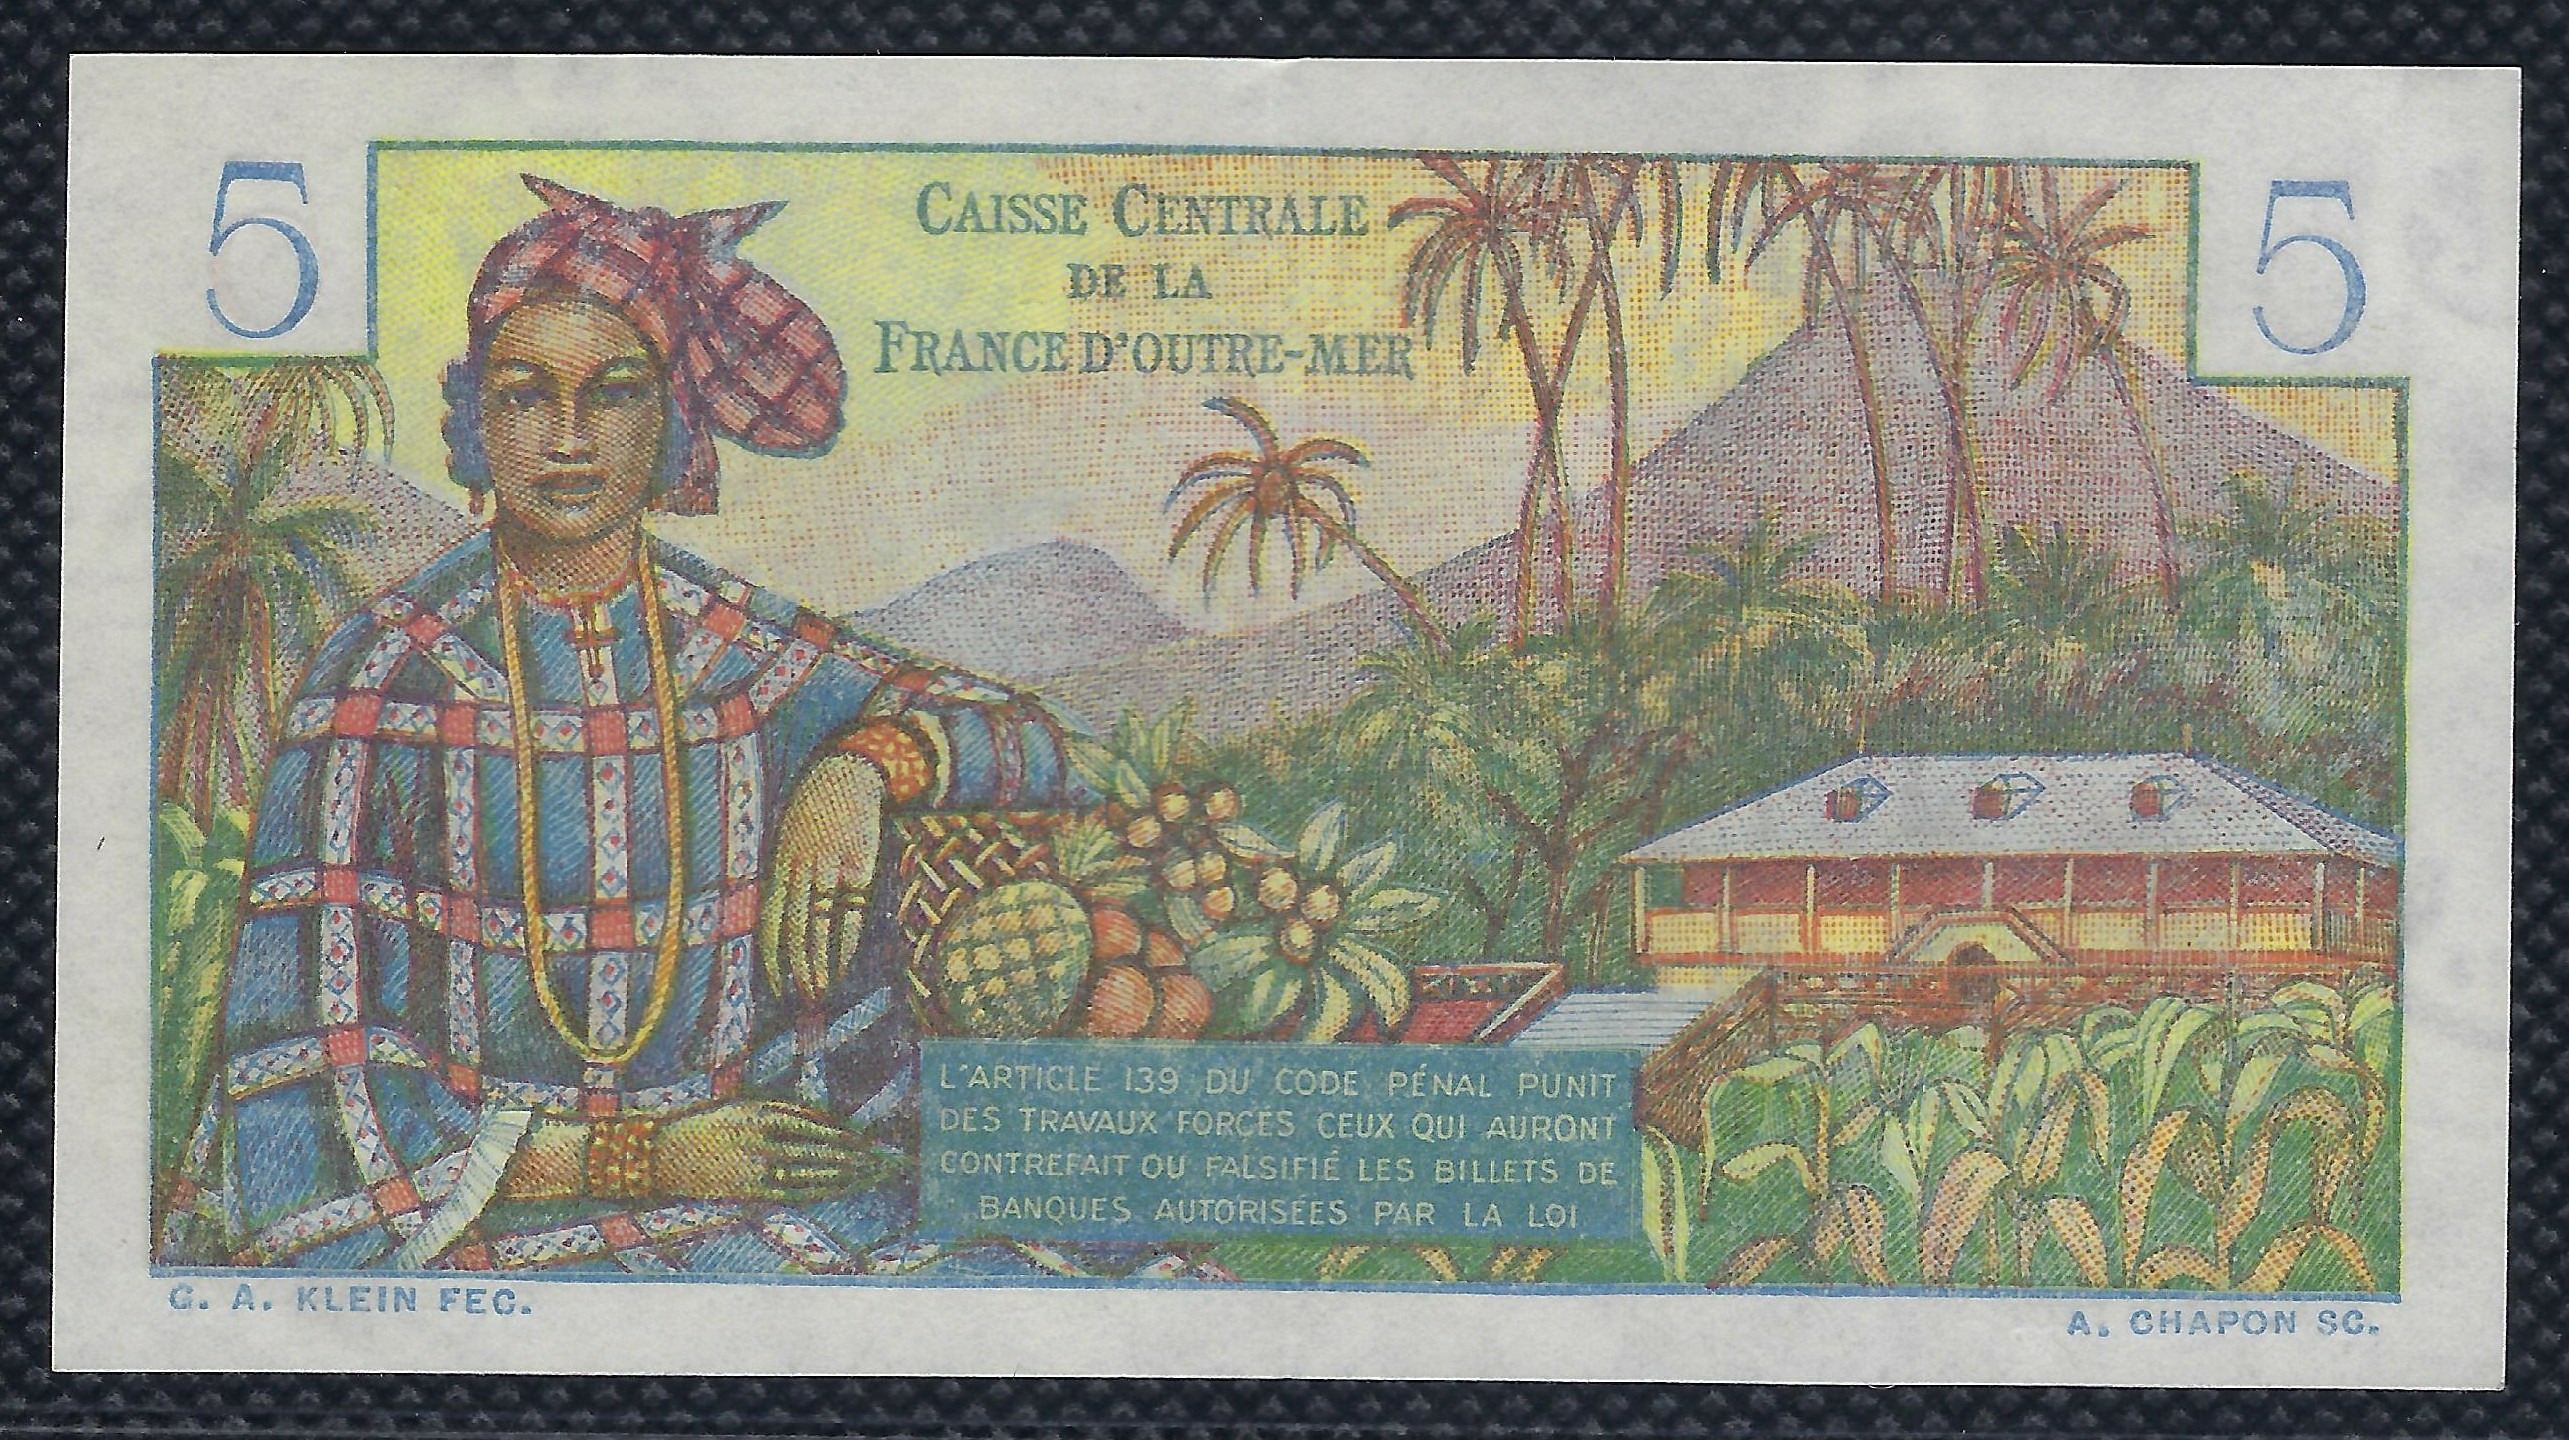 5
CAISSE CENTRALE
DE LA
FRANCE D'OUTRE-MER
5
L'ARTICLE 139 DU CODE PÉNAL PUNIT
DES TRAVAUX FORCÉS CEUX QUI AURONT
CONTREFAIT OU FALSIFIÉ LES BILLETS DE
BANQUES AUTORISÉES PAR LA LOI
G. A. KLEIN FEC.
A. CHAPON SC.